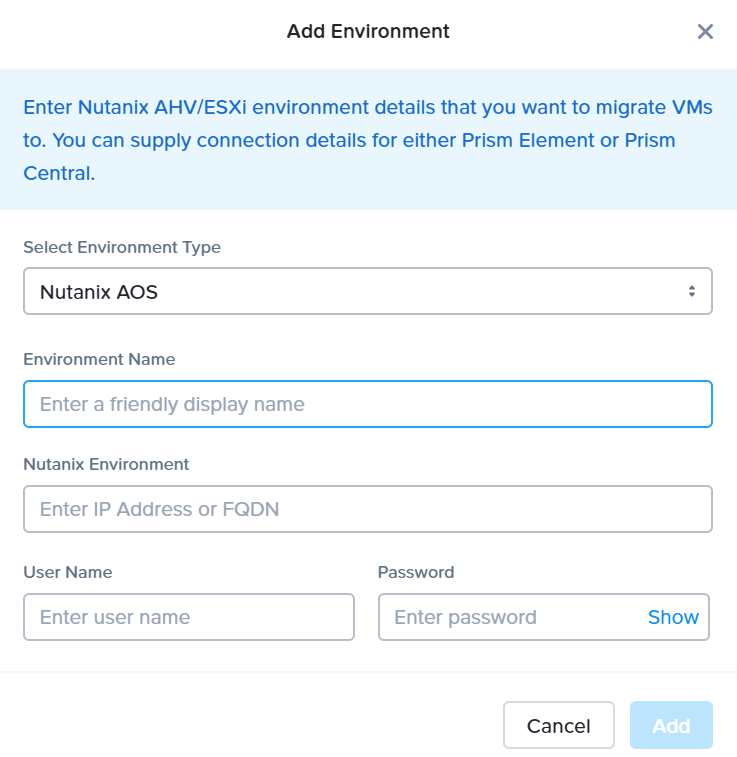 Add Environment
Enter Nutanix AHV/ESXi environment details that you want to migrate VMs
to. You can supply connection details for either Prism Element or Prism
Central.
Select Environment Type
Nutanix AOS
Environment Name
Enter a friendly display name
Nutanix Environment
Enter IP Address or FQDN
User Name
Password
Enter user name
Enter password
Show
Cancel
Add